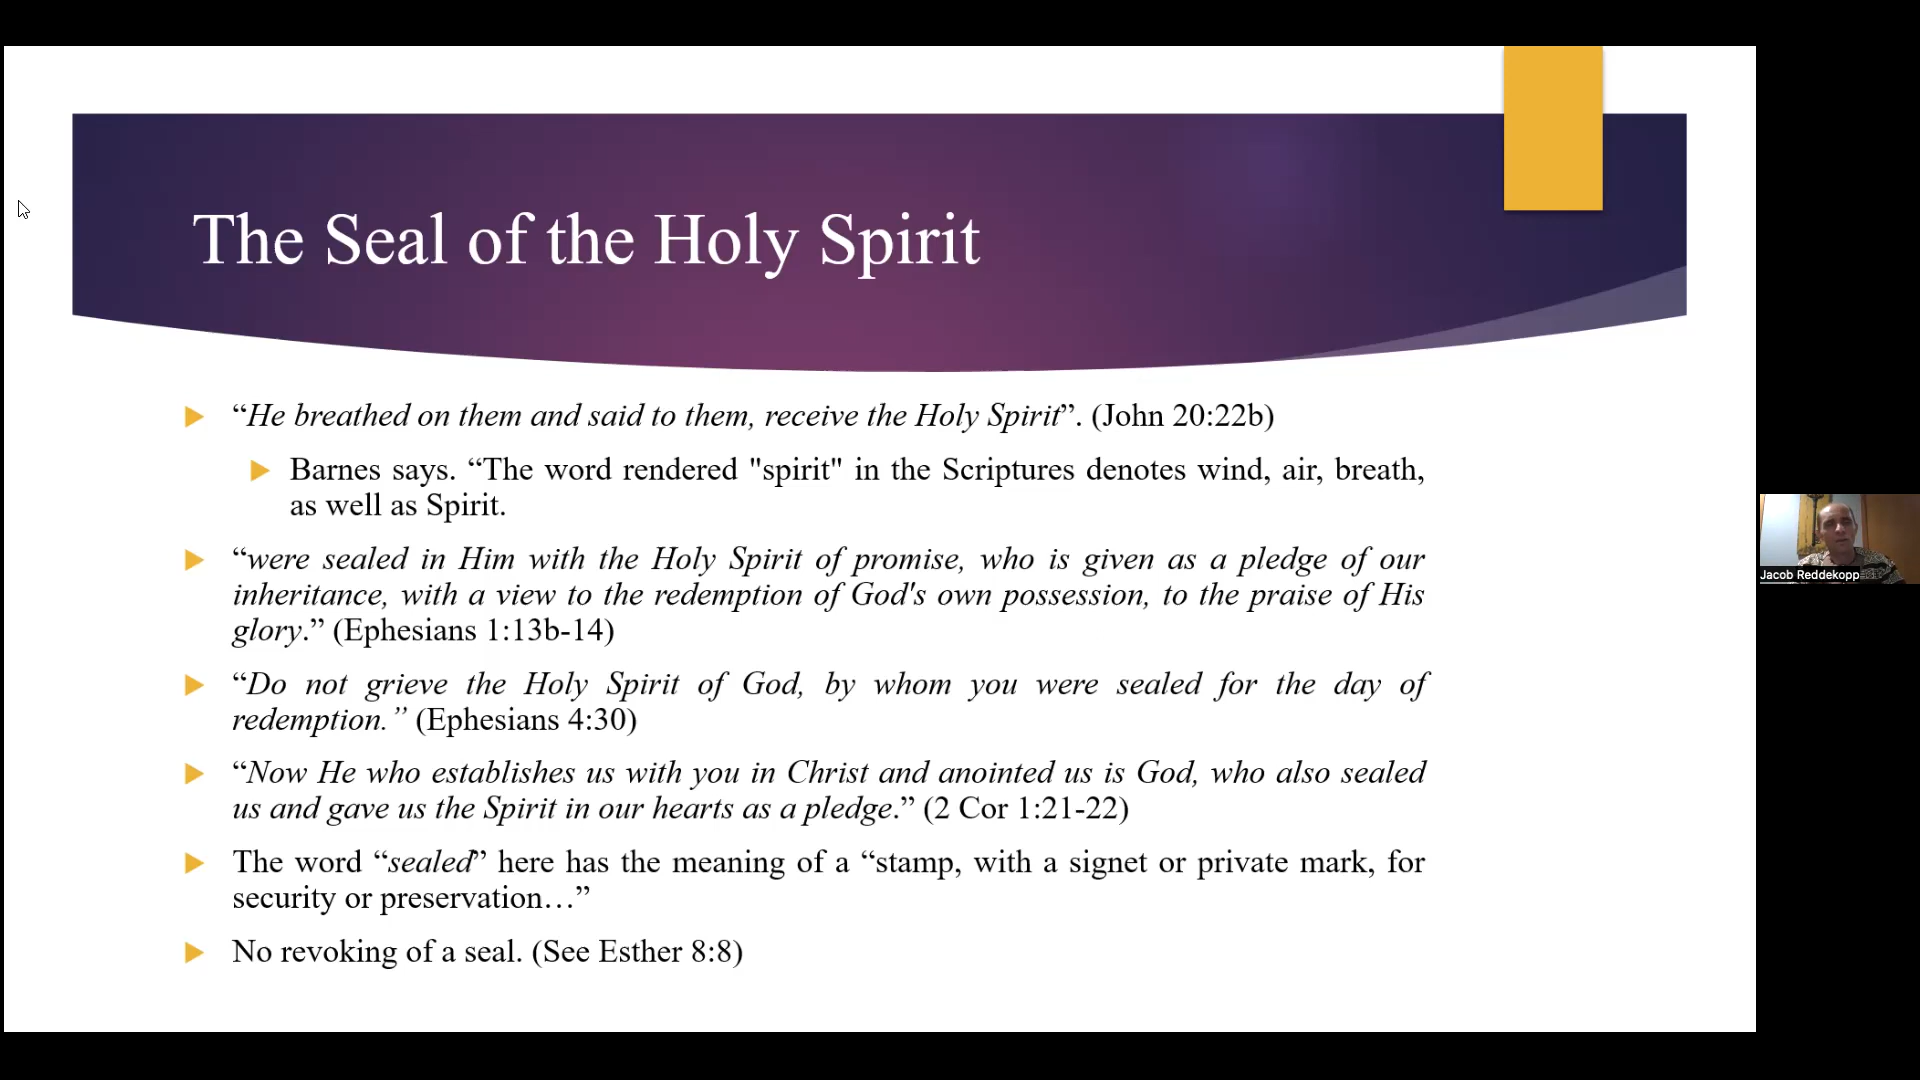 The Seal of the Holy Spirit
“He breathed on them and said to them, receive the Holy Spirit”. (John 20:22b)
Barnes says. “The word rendered "spirit" in the Scriptures denotes wind, air, breath,
as well as Spirit.
“were sealed in Him with the Holy Spirit of promise, who is given as a pledge of our
inheritance, with a view to the redemption of God's own possession, to the praise of His
glory.” (Ephesians 1:13b-14)
“Do not grieve the Holy Spirit of God, by whom you were sealed for the day of
redemption.” (Ephesians 4:30)
“Now He who establishes us with you in Christ and anointed us is God, who also sealed
us and gave us the Spirit in our hearts as a pledge.” (2 Cor 1:21-22)
The word “sealed” here has the meaning of a “stamp, with a signet or private mark, for
security or preservation…”
No revoking of a seal. (See Esther 8:8)
Jacob Reddekopp